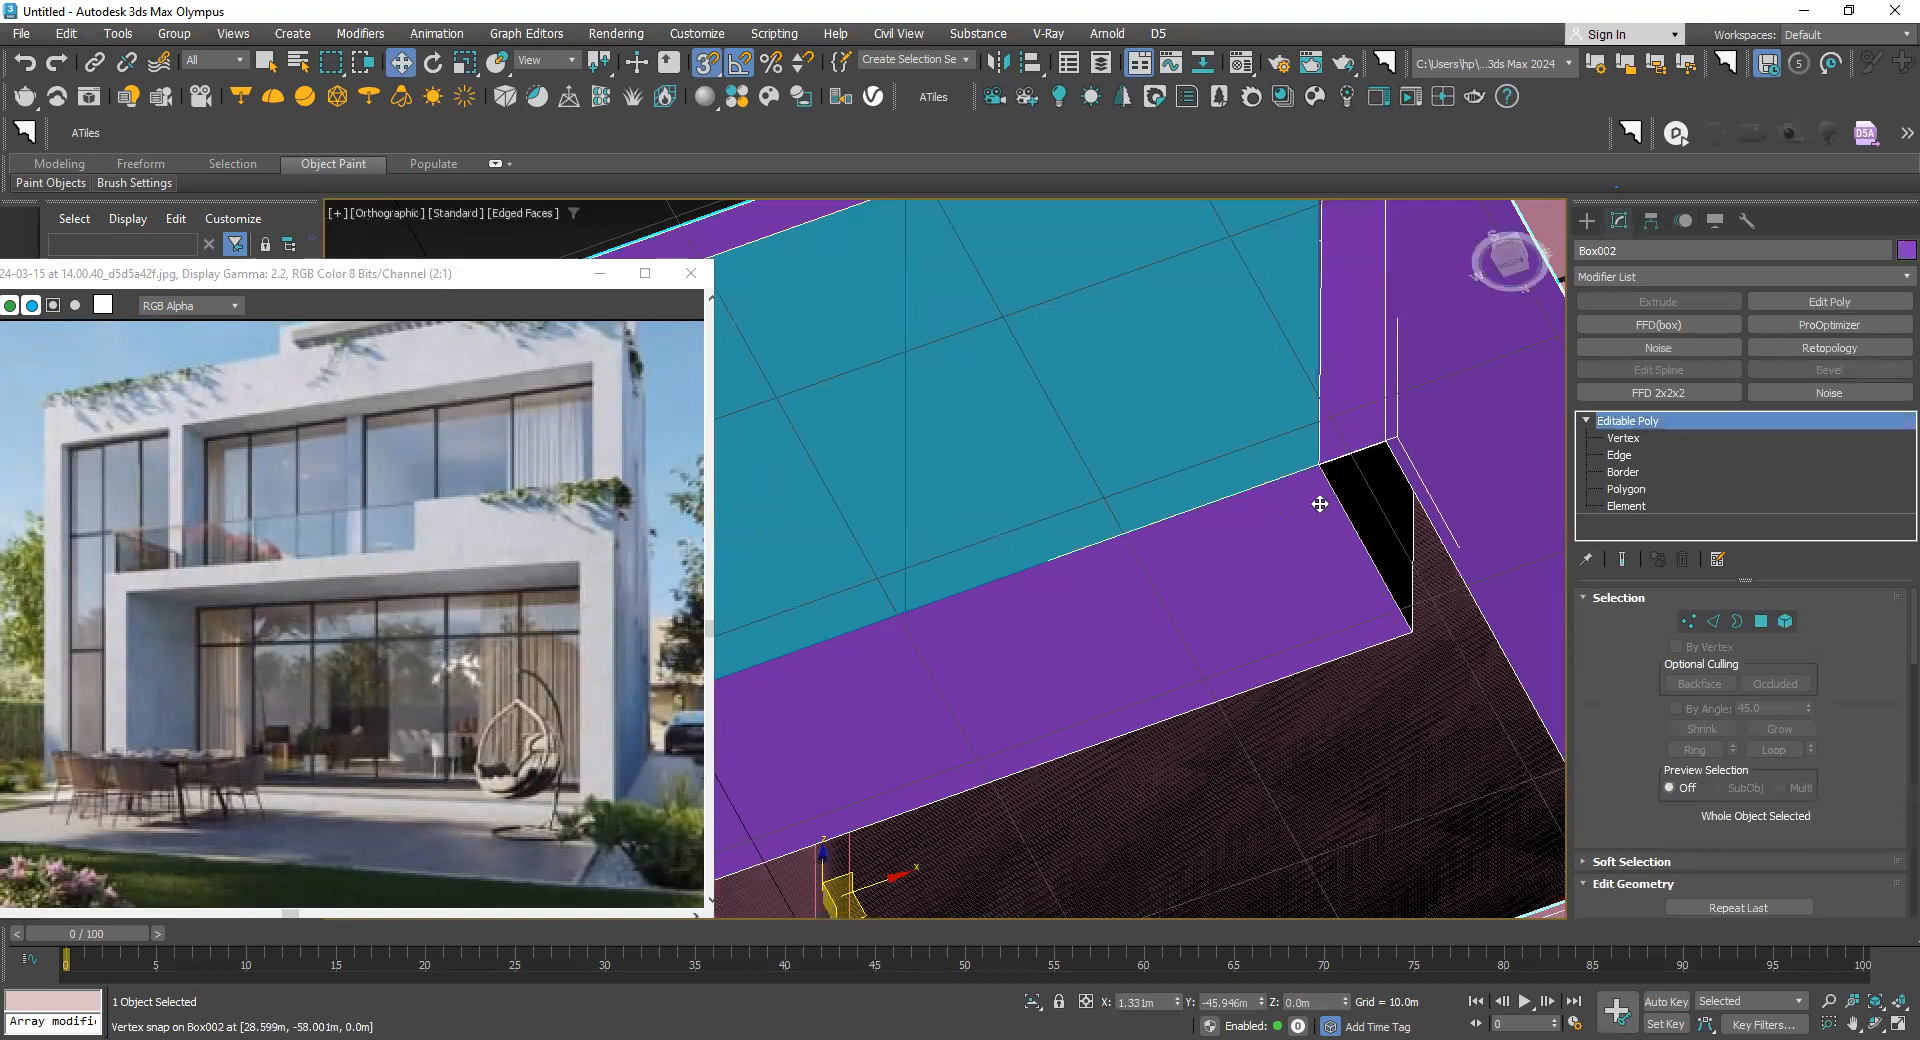 Untitled - Autodesk 3ds Max Olympus
File Edit Tools Group Views Create Modifiers Animation Graph Editors Rendering Customize Scripting Help Civil View Substance V-Ray Arnold D5
Sign In Workspaces: Default
All View Create Selection Se C:\Users\hp\...3ds Max 2024 5
ATiles
ATiles D5A
Modeling Freeform Selection Object Paint Populate
Paint Objects Brush Settings
Select Display Edit Customize
[+] [Orthographic] [Standard] [Edged Faces]
24-03-15 at 14.00.40_d5d5a42f.jpg, Display Gamma: 2.2, RGB Color 8 Bits/Channel (2:1)
RGB Alpha
BOTTOM
z
x
Box002
Modifier List
Extrude Edit Poly
FFD(box) ProOptimizer
Noise Retopology
Edit Spline Bevel
FFD 2x2x2 Noise
Editable Poly
Vertex
Edge
Border
Polygon
Element
Selection
By Vertex
Optional Culling
Backface Occluded
By Angle: 45.0
Shrink Grow
Ring Loop
Preview Selection
Off SubObj Multi
Whole Object Selected
Soft Selection
Edit Geometry
Repeat Last
< 0 / 100 >
0 5 10 15 20 25 30 35 40 45 50 55 60 65 70 75 80 85 90 95 100
1 Object Selected X: 1.331m Y: -45.946m Z: 0.0m Grid = 10.0m Auto Key Selected
Array modifi Vertex snap on Box002 at [28.599m, -58.001m, 0.0m] Enabled: 0 Add Time Tag 0 Set Key Key Filters...